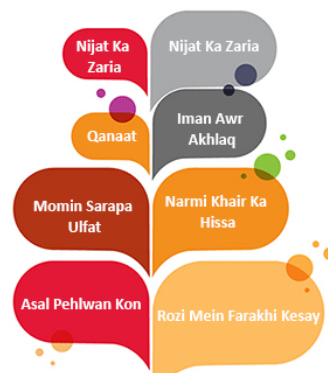 Nijat Ka
Zaria
Nijat Ka Zaria
Qanaat
Iman Awr
Akhlaq
Momin Sarapa
Ulfat
Narmi Khair Ka
Hissa
Asal Pehlwan Kon
Rozi Mein Farakhi Kesay